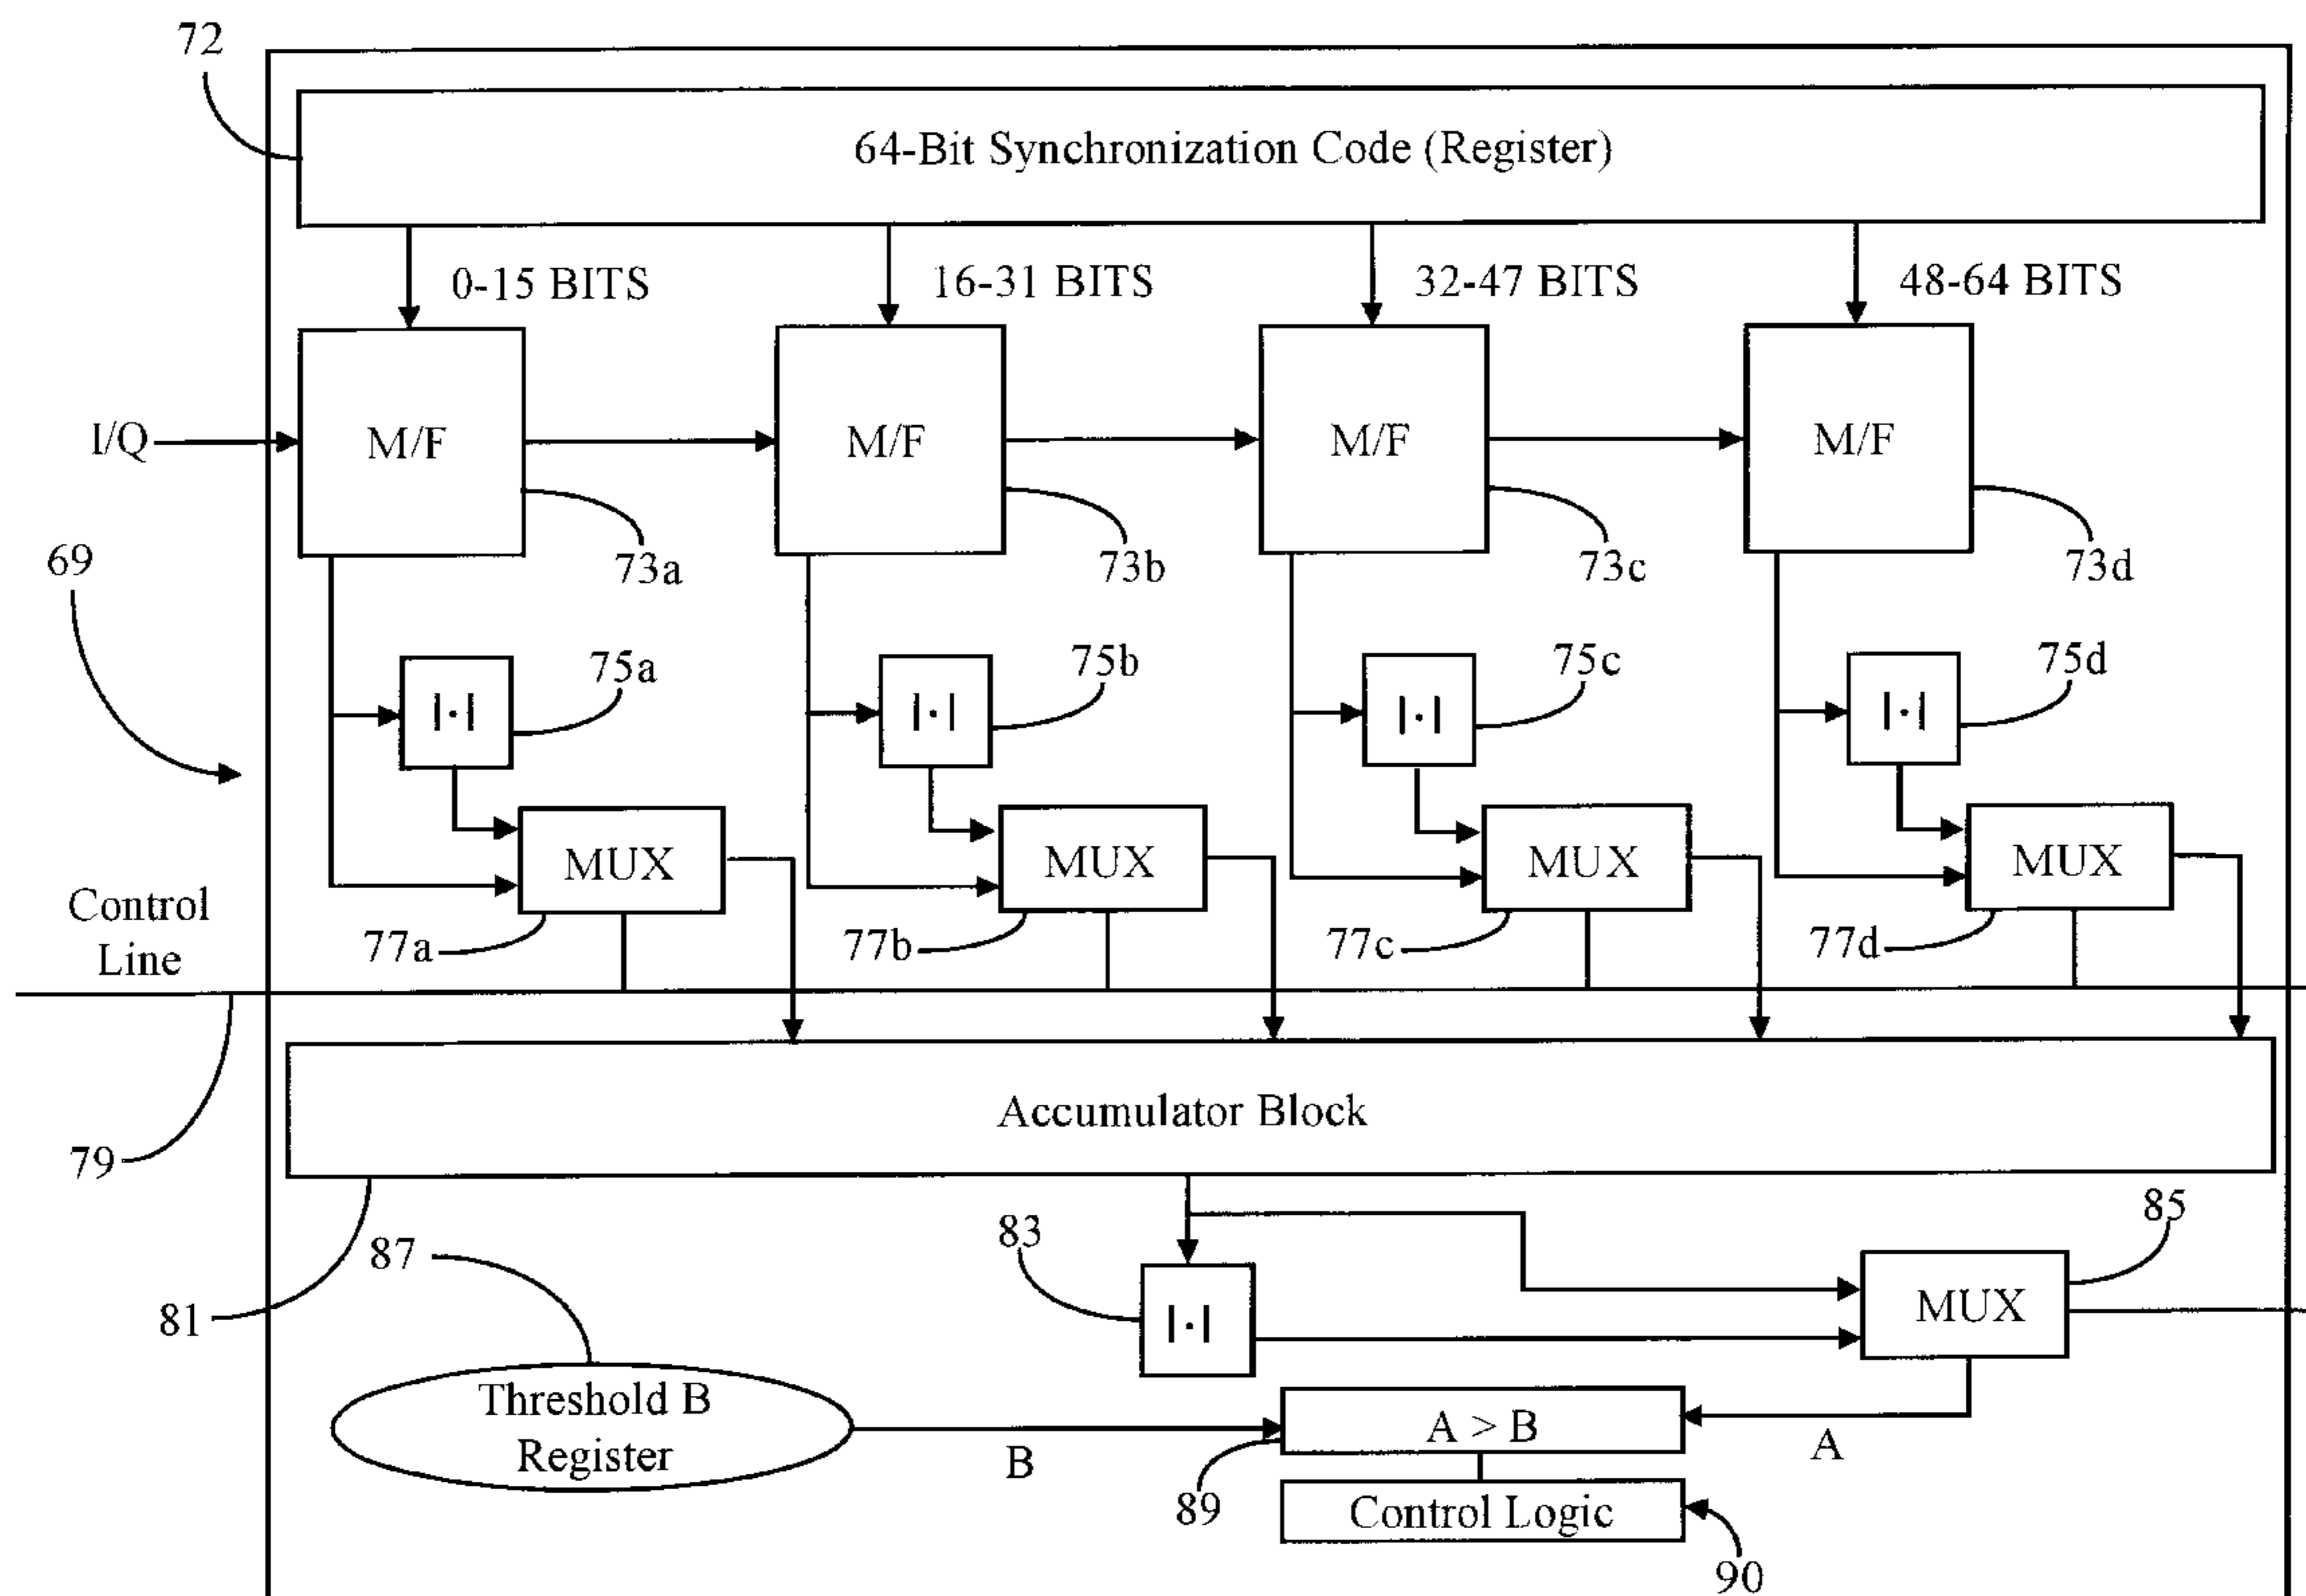 72
64-Bit Synchronization Code (Register)
0-15 BITS
16-31 BITS
32-47 BITS
48-64 BITS
I/Q
M/F
M/F
M/F
M/F
73a
73b
73c
73d
69
75a
75b
75c
75d
|·|
|·|
|·|
|·|
MUX
MUX
MUX
MUX
Control
Line
77a
77b
77c
77d
79
Accumulator Block
81
87
83
85
|·|
MUX
Threshold B
Register
B
A > B
A
89
Control Logic
90